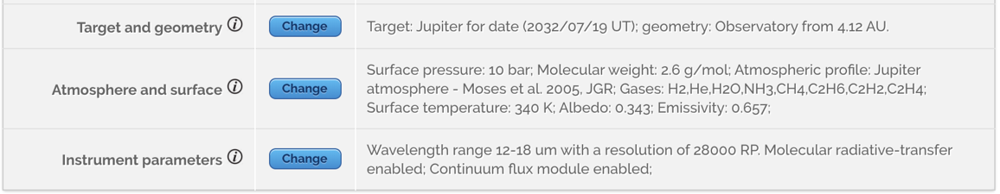 Target and geometry i Change Target: Jupiter for date (2032/07/19 UT); geometry: Observatory from 4.12 AU.
Atmosphere and surface i Change Surface pressure: 10 bar; Molecular weight: 2.6 g/mol; Atmospheric profile: Jupiter
atmosphere - Moses et al. 2005, JGR; Gases: H2,He,H2O,NH3,CH4,C2H6,C2H2,C2H4;
Surface temperature: 340 K; Albedo: 0.343; Emissivity: 0.657;
Instrument parameters i Change Wavelength range 12-18 um with a resolution of 28000 RP. Molecular radiative-transfer
enabled; Continuum flux module enabled;